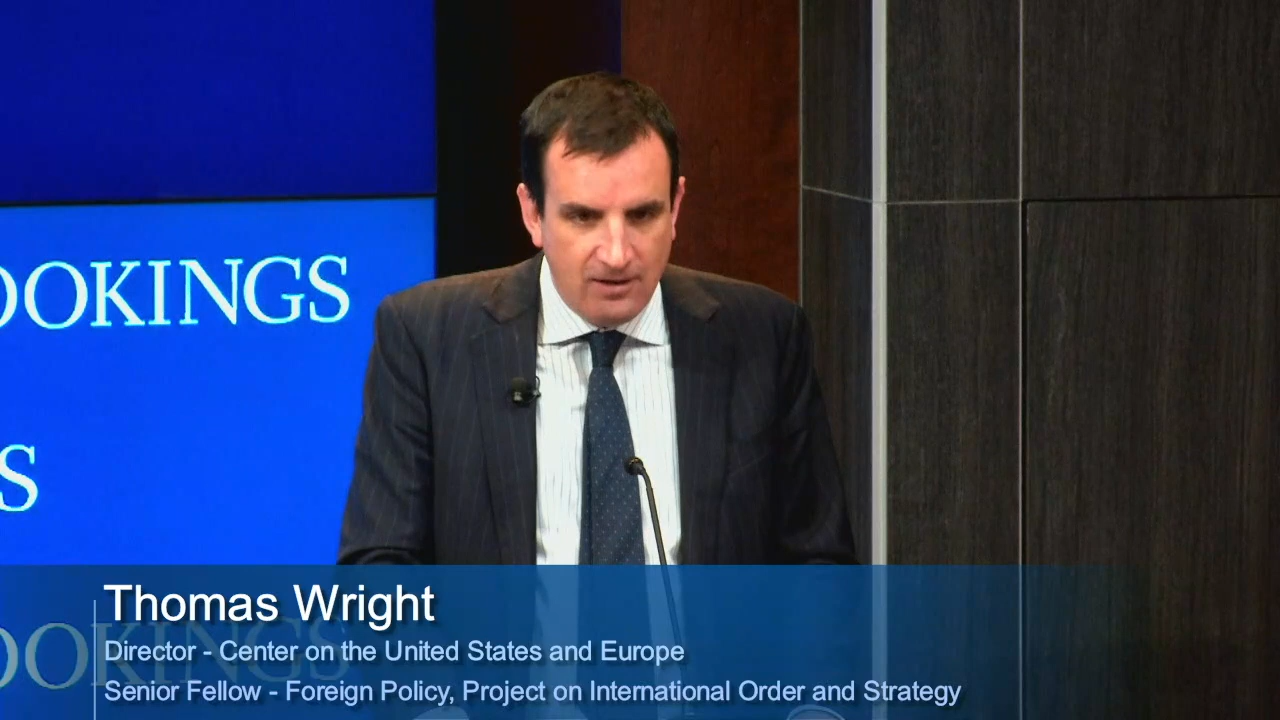 OOKINGS
S
OOKINGS
Thomas Wright
Director - Center on the United States and Europe
Senior Fellow - Foreign Policy, Project on International Order and Strategy